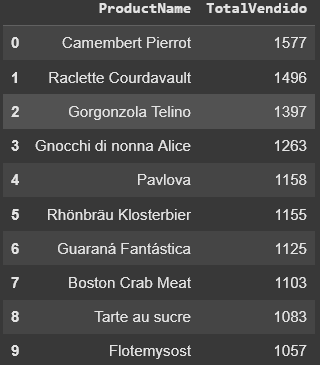 ProductName TotalVendido
0 Camembert Pierrot 1577
1 Raclette Courdavault 1496
2 Gorgonzola Telino 1397
3 Gnocchi di nonna Alice 1263
4 Pavlova 1158
5 Rhönbräu Klosterbier 1155
6 Guaraná Fantástica 1125
7 Boston Crab Meat 1103
8 Tarte au sucre 1083
9 Flotemysost 1057